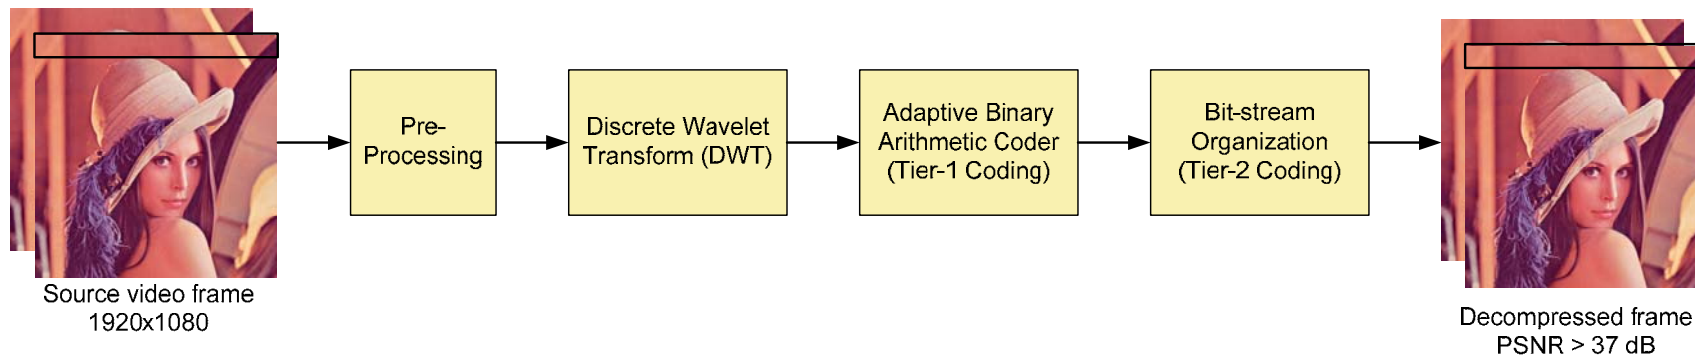 Source video frame
1920x1080
Pre-
Processing
Discrete Wavelet
Transform (DWT)
Adaptive Binary
Arithmetic Coder
(Tier-1 Coding)
Bit-stream
Organization
(Tier-2 Coding)
Decompressed frame
PSNR > 37 dB